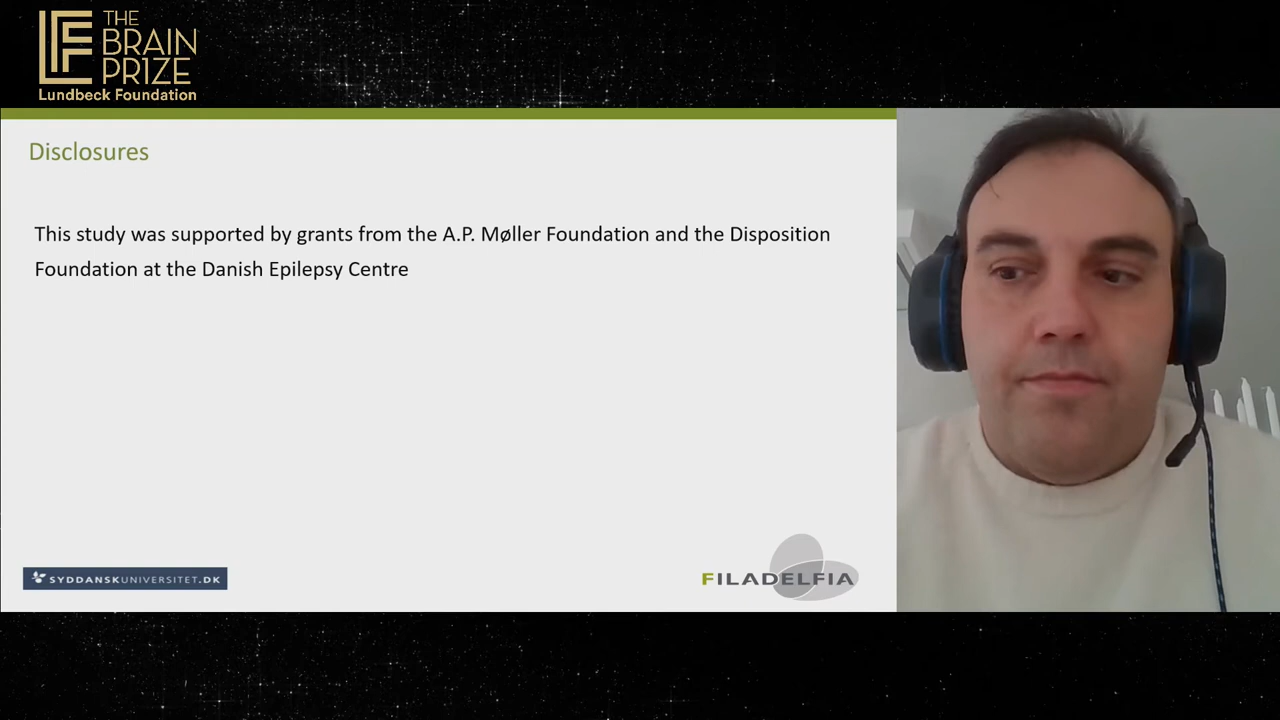 THE
BRAIN
PRIZE
Lundbeck Foundation
Disclosures
This study was supported by grants from the A.P. Møller Foundation and the Disposition
Foundation at the Danish Epilepsy Centre
SYDDANSKUNIVERSITET.DK
FILADELFIA